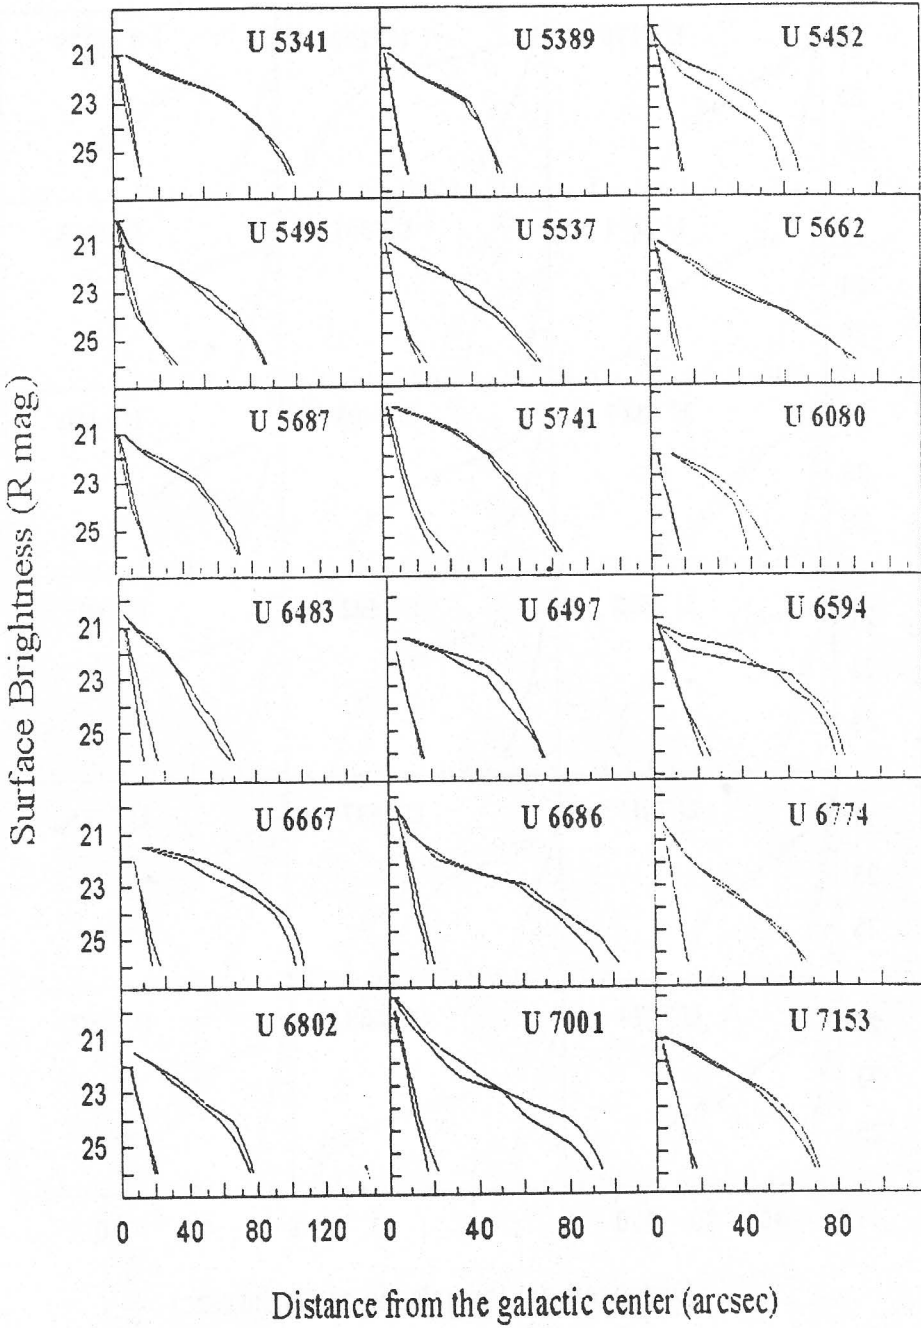 U 5341 U 5389 U 5452
21
23
25
U 5495 U 5537 U 5662
21
23
25
U 5687 U 5741 U 6080
21
23
25
U 6483 U 6497 U 6594
21
23
25
U 6667 U 6686 U 6774
21
23
25
U 6802 U 7001 U 7153
21
23
25
0 40 80 120 0 40 80 0 40 80
Surface Brightness (R mag)
Distance from the galactic center (arcsec)